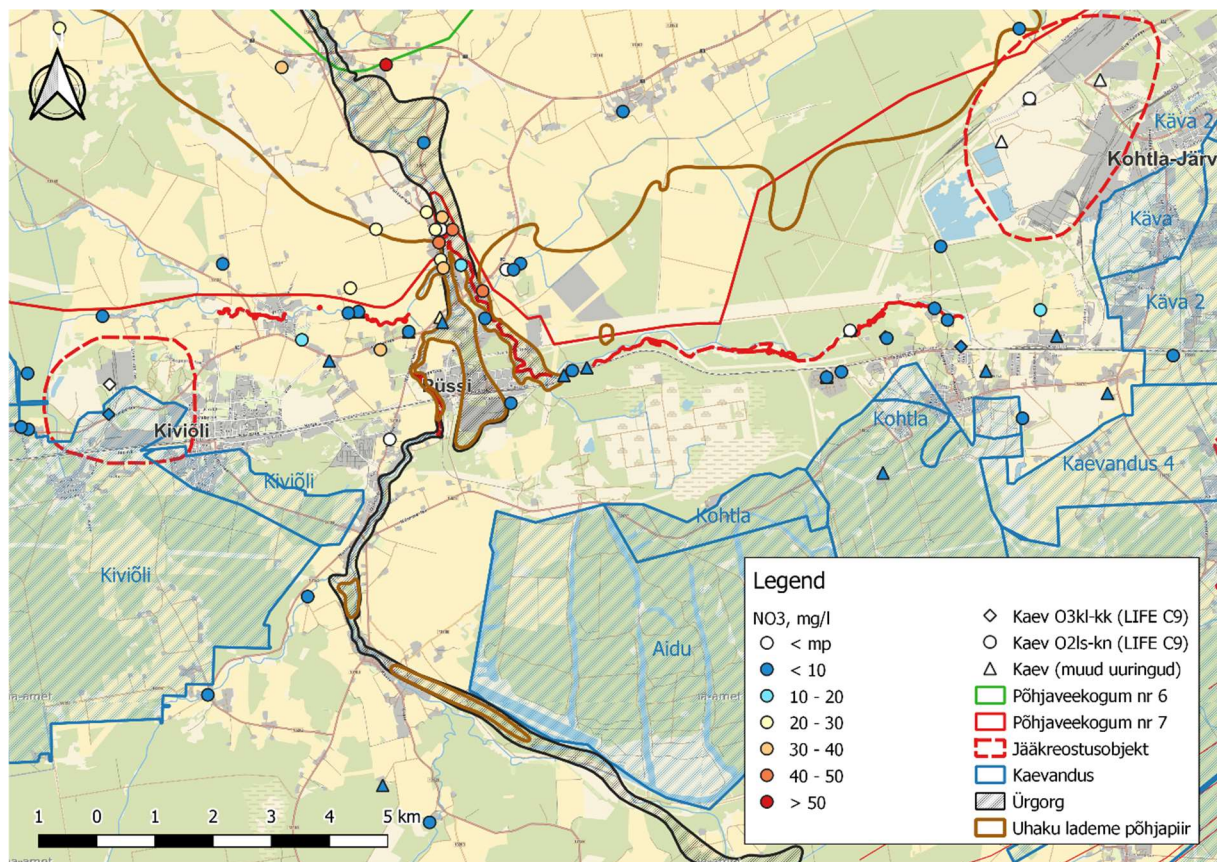 N
Käva 2
Kohtla-Järv
Käva
Käva 2
Püssi
Kiviõli
Kohtla
Kiviõli
Kaevandus 4
Kohtla
Kiviõli
Aidu
Legend
NO3, mg/l
< mp
< 10
10 - 20
20 - 30
30 - 40
40 - 50
> 50
Kaev O3kl-kk (LIFE C9)
Kaev O2ls-kn (LIFE C9)
Kaev (muud uuringud)
Põhjaveekogum nr 6
Põhjaveekogum nr 7
Jääkreostusobjekt
Kaevandus
Ürgorg
Uhaku lademe põhjapiir
1 0 1 2 3 4 5 km